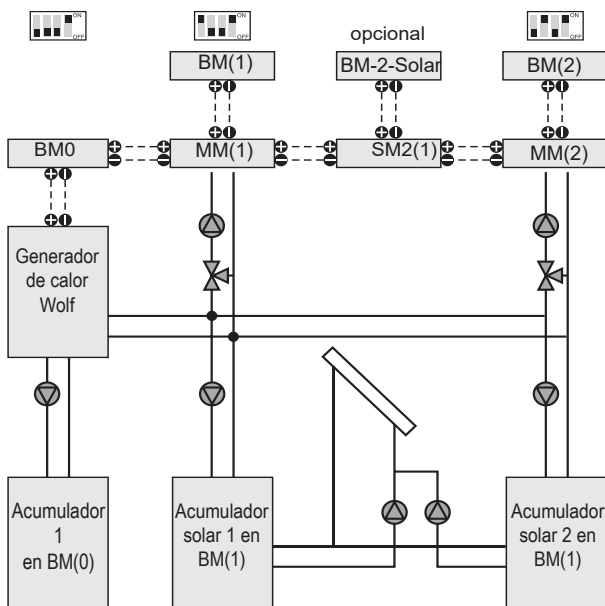 ON
OFF
ON
OFF
opcional
ON
OFF
BM(1)
BM-2-Solar
BM(2)
BM0
MM(1)
SM2(1)
MM(2)
Generador
de calor
Wolf
Acumulador
1
en BM(0)
Acumulador
solar 1 en
BM(1)
Acumulador
solar 2 en
BM(1)